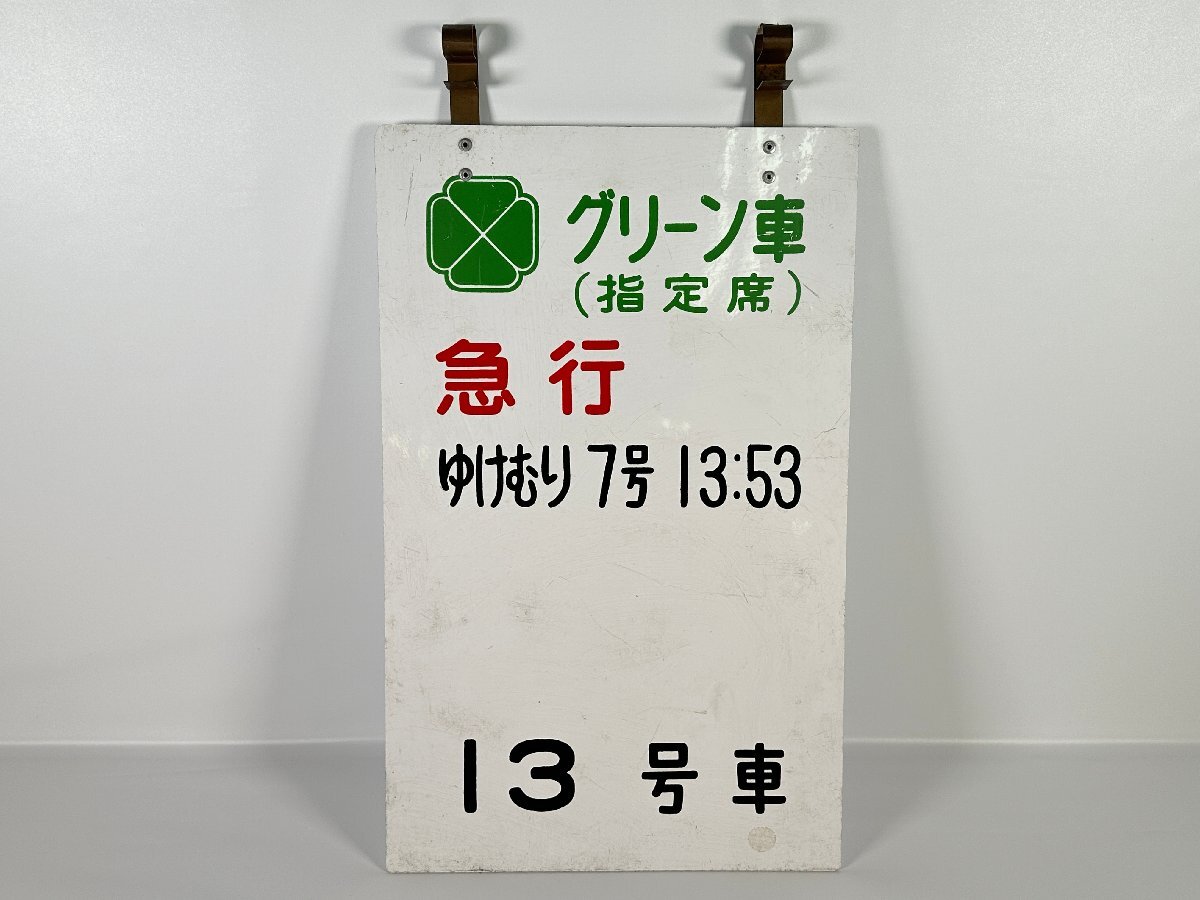 グリーン車
(指定席)
急行
ゆけむり 7号 13:53
13 号車